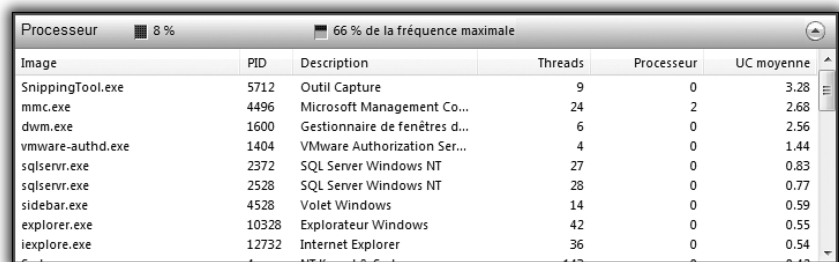 Processeur 8 % 66 % de la fréquence maximale
Image PID Description Threads Processeur UC moyenne
SnippingTool.exe 5712 Outil Capture 9 0 3.28
mmc.exe 4496 Microsoft Management Co... 24 2 2.68
dwm.exe 1600 Gestionnaire de fenêtres d... 6 0 2.56
vmware-authd.exe 1404 VMware Authorization Ser... 4 0 1.44
sqlservr.exe 2372 SQL Server Windows NT 27 0 0.83
sqlservr.exe 2528 SQL Server Windows NT 28 0 0.77
sidebar.exe 4528 Volet Windows 14 0 0.59
explorer.exe 10328 Explorateur Windows 42 0 0.55
iexplore.exe 12732 Internet Explorer 36 0 0.54